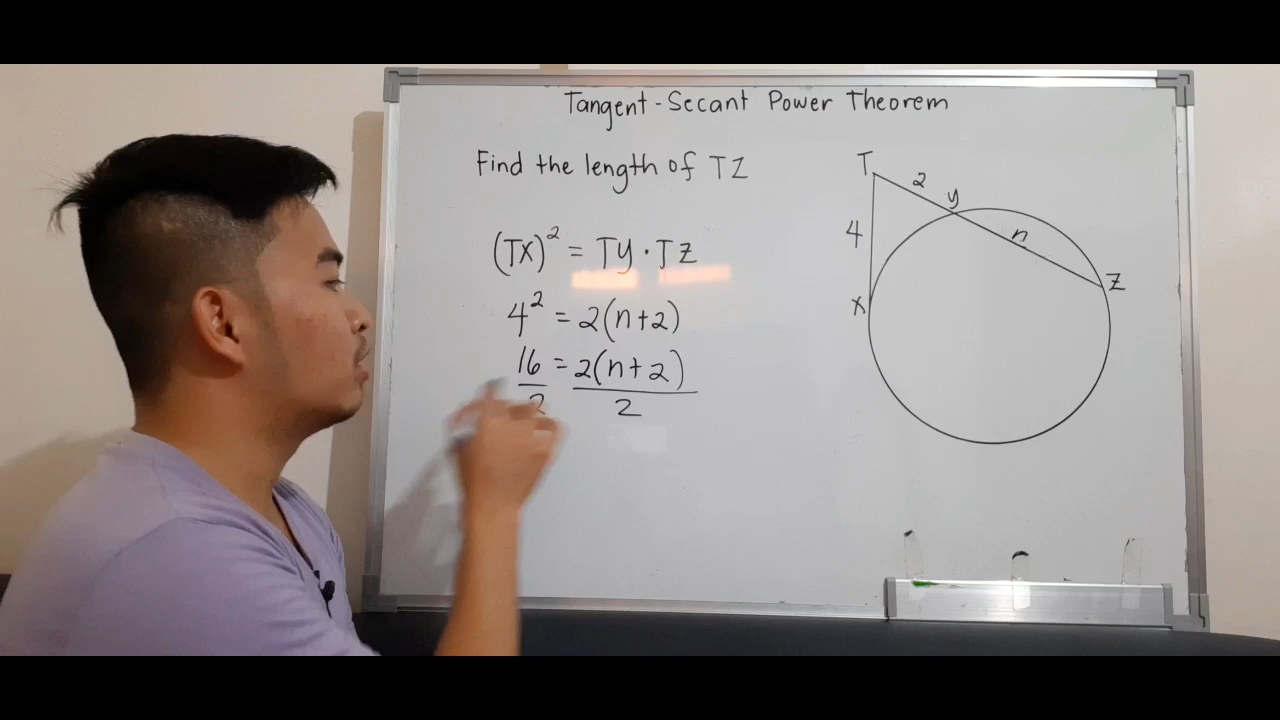 Tangent-Secant Power Theorem
Find the length of TZ
(TX)² = Ty · TZ
4² = 2(n+2)
16 = 2(n+2)
2 2
T
2
y
4
n
Z
X